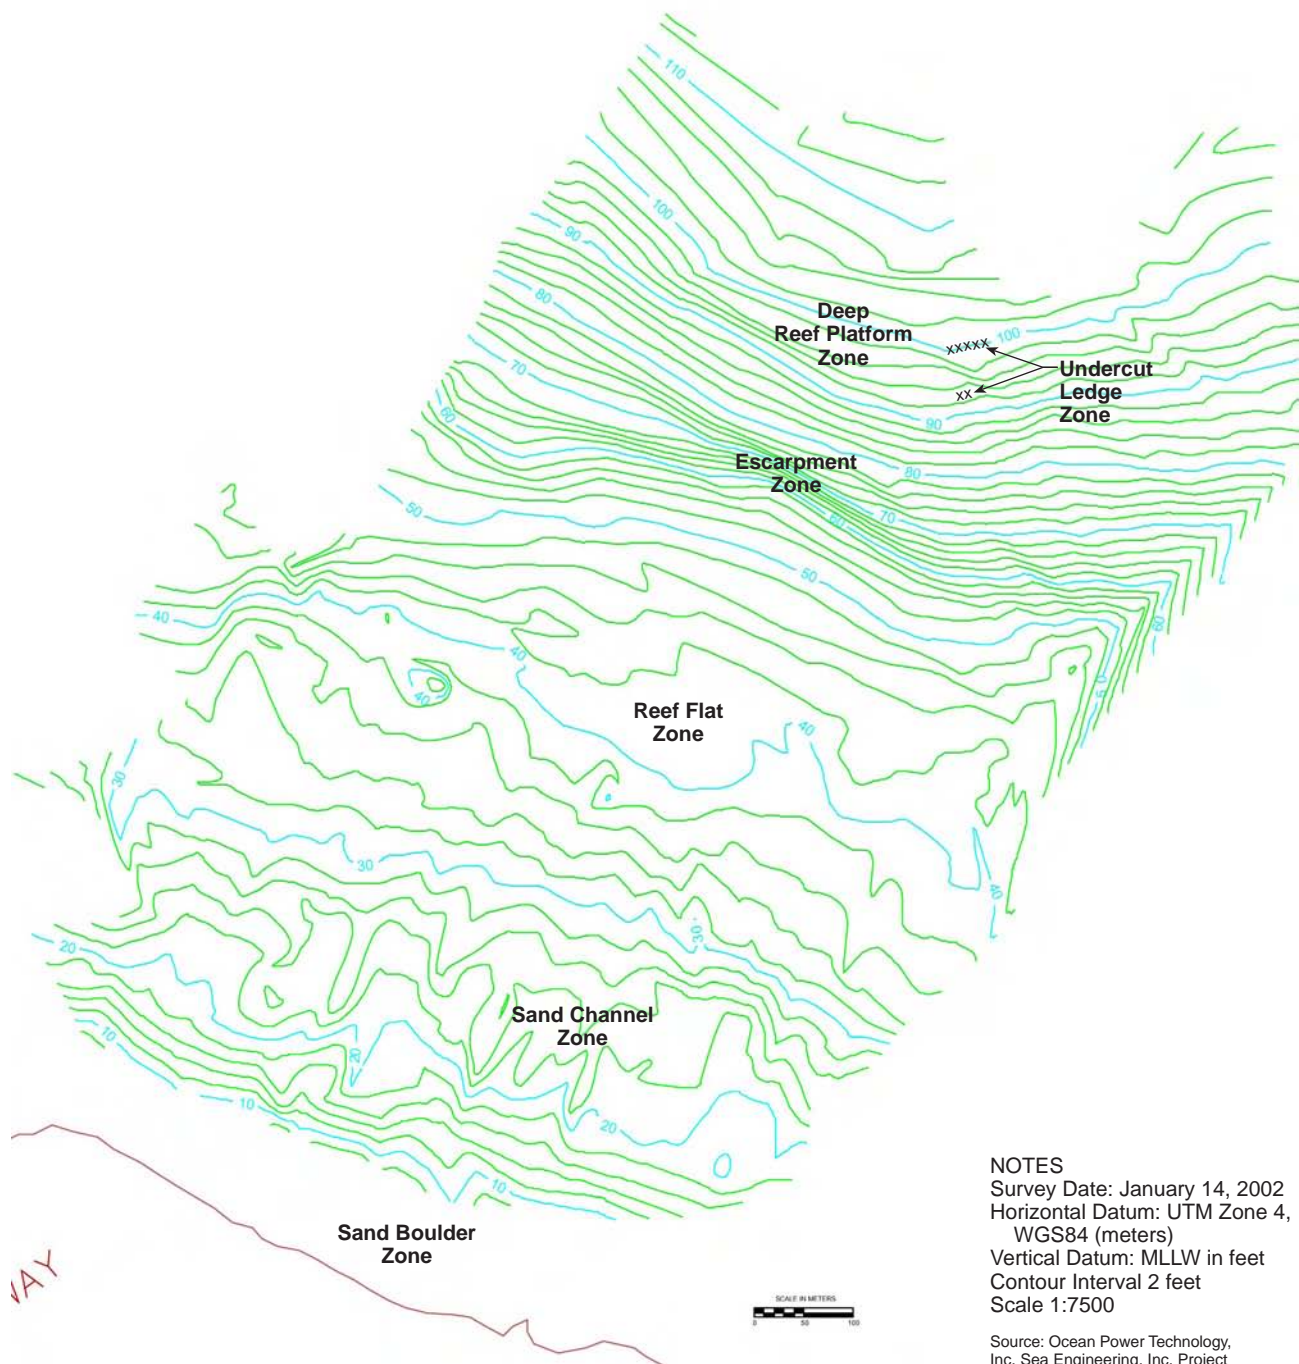 110
100
90
80
70
60
50
Deep
Reef Platform
Zone
100
xxxxx
xx
Undercut
Ledge
Zone
90
Escarpment
Zone
80
70
60
50
60
50
40
40
40
Reef Flat
Zone
40
30
30
40
30
20
Sand Channel
Zone
20
10
10
20
10
Sand Boulder
Zone
WAY
SCALE IN METERS
0 50 100
NOTES
Survey Date: January 14, 2002
Horizontal Datum: UTM Zone 4,
WGS84 (meters)
Vertical Datum: MLLW in feet
Contour Interval 2 feet
Scale 1:7500
Source: Ocean Power Technology,
Inc. Sea Engineering, Inc. Project